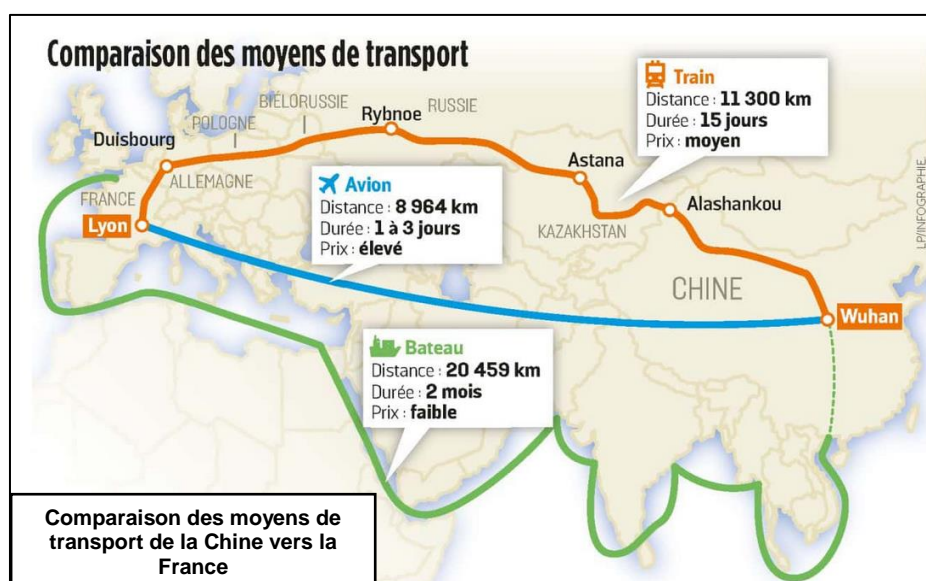 Comparaison des moyens de transport
Train
Distance : 11 300 km
Durée : 15 jours
Prix : moyen
BIÉLORUSSIE
POLOGNE
Rybnoe
RUSSIE
Duisbourg
ALLEMAGNE
Astana
Avion
Distance : 8 964 km
Durée : 1 à 3 jours
Prix : élevé
FRANCE
Lyon
Alashankou
KAZAKHSTAN
CHINE
Wuhan
LP/INFOGRAPHIE
Bateau
Distance : 20 459 km
Durée : 2 mois
Prix : faible
Comparaison des moyens de
transport de la Chine vers la
France